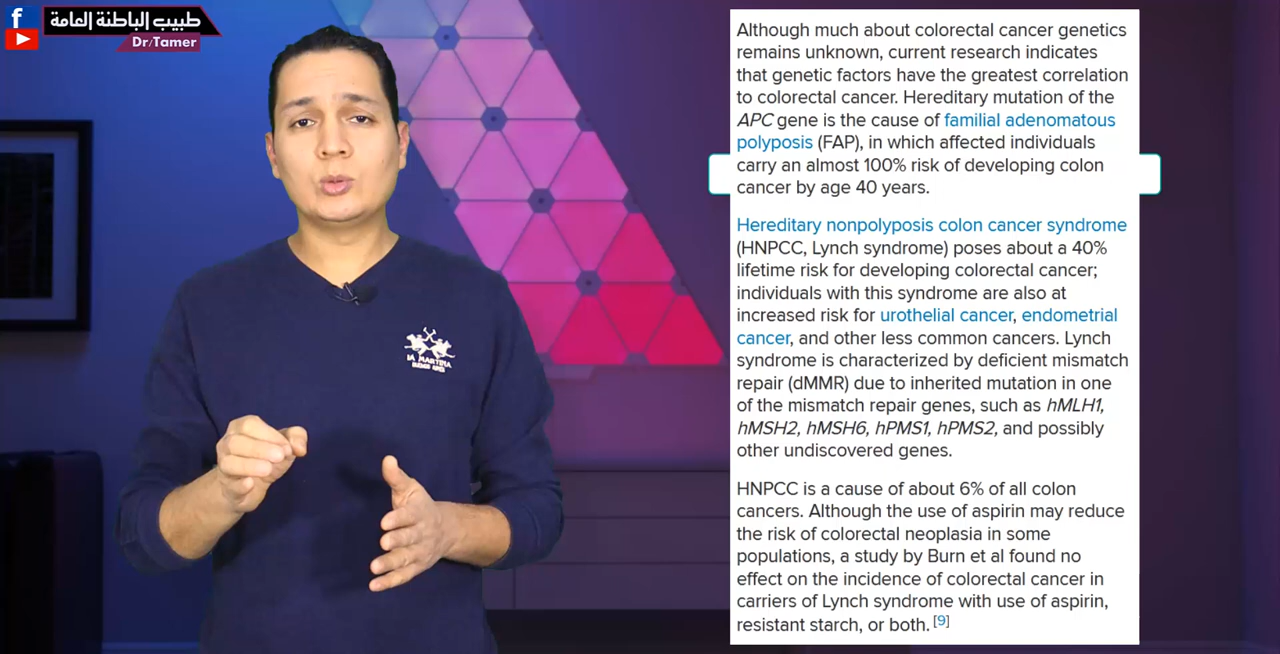 f
طبيب الباطنة العامة
Dr/Tamer
LA MARTINA
BUENOS AIRES
Although much about colorectal cancer genetics
remains unknown, current research indicates
that genetic factors have the greatest correlation
to colorectal cancer. Hereditary mutation of the
APC gene is the cause of familial adenomatous
polyposis (FAP), in which affected individuals
carry an almost 100% risk of developing colon
cancer by age 40 years.
Hereditary nonpolyposis colon cancer syndrome
(HNPCC, Lynch syndrome) poses about a 40%
lifetime risk for developing colorectal cancer;
individuals with this syndrome are also at
increased risk for urothelial cancer, endometrial
cancer, and other less common cancers. Lynch
syndrome is characterized by deficient mismatch
repair (dMMR) due to inherited mutation in one
of the mismatch repair genes, such as hMLH1,
hMSH2, hMSH6, hPMS1, hPMS2, and possibly
other undiscovered genes.
HNPCC is a cause of about 6% of all colon
cancers. Although the use of aspirin may reduce
the risk of colorectal neoplasia in some
populations, a study by Burn et al found no
effect on the incidence of colorectal cancer in
carriers of Lynch syndrome with use of aspirin,
resistant starch, or both. [9]